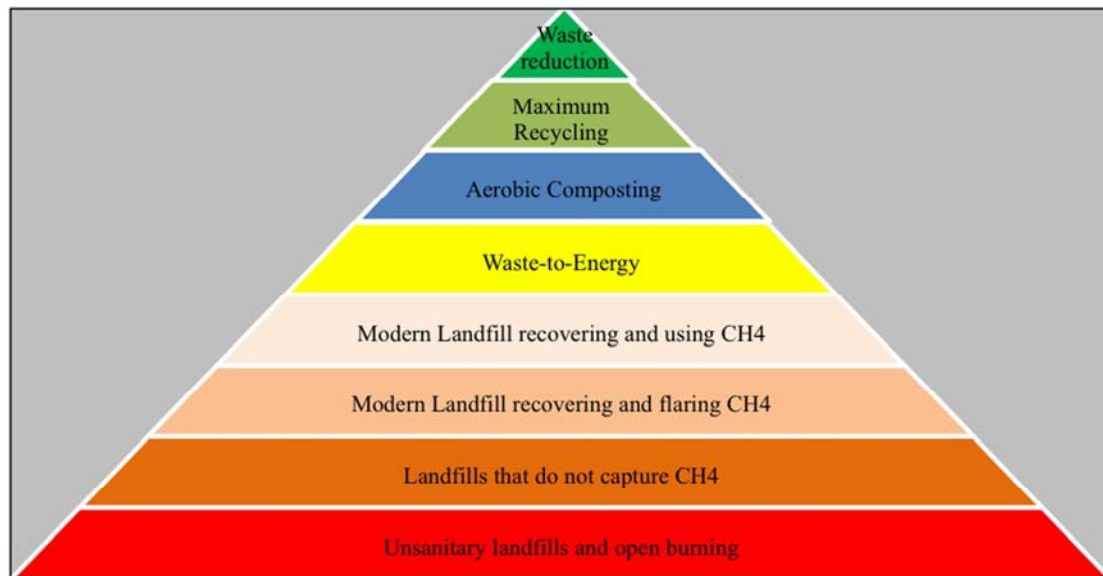 Waste
reduction
Maximum
Recycling
Aerobic Composting
Waste-to-Energy
Modern Landfill recovering and using CH4
Modern Landfill recovering and flaring CH4
Landfills that do not capture CH4
Unsanitary landfills and open burning